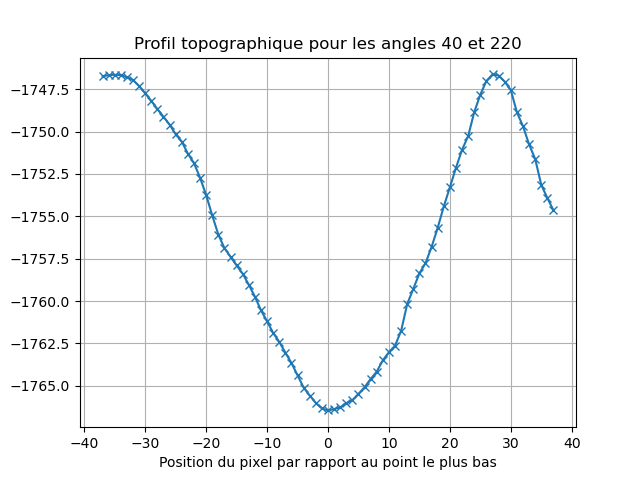 Profil topographique pour les angles 40 et 220
−1747.5
−1750.0
−1752.5
−1755.0
−1757.5
−1760.0
−1762.5
−1765.0
−40 −30 −20 −10 0 10 20 30 40
Position du pixel par rapport au point le plus bas